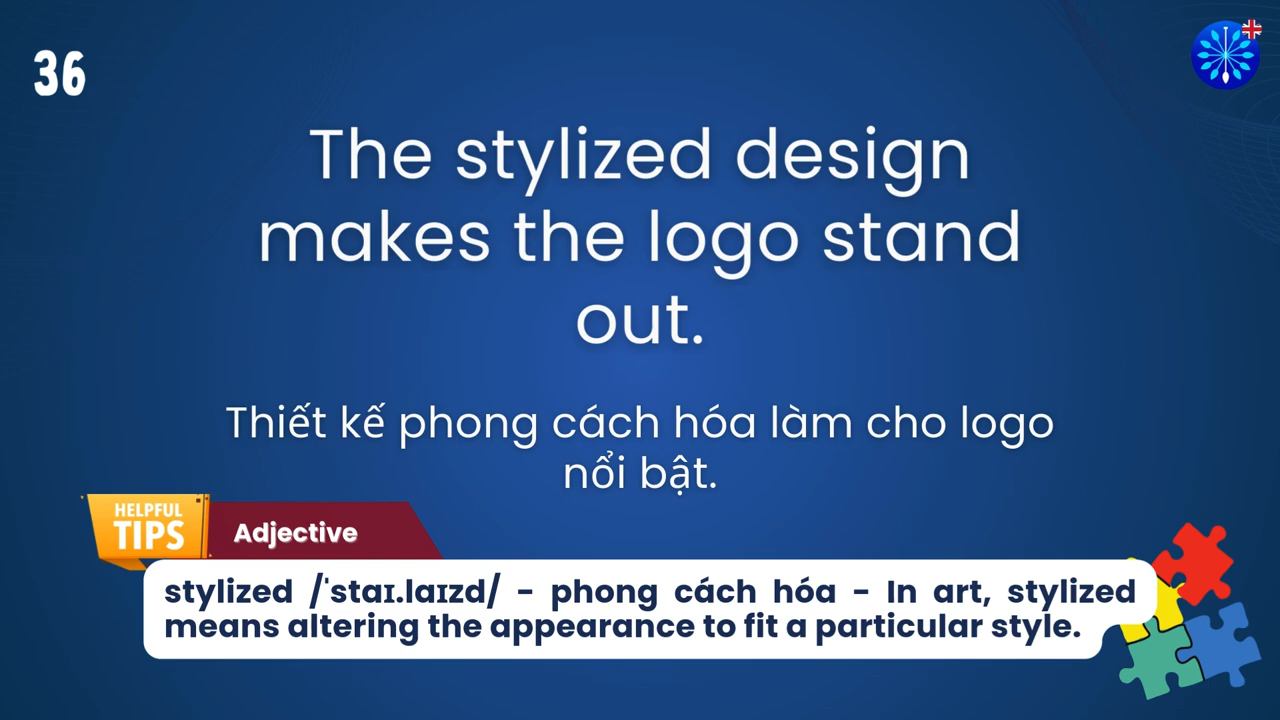 36
The stylized design
makes the logo stand
out.
Thiết kế phong cách hóa làm cho logo
nổi bật.
HELPFUL
TIPS
Adjective
stylized /ˈstaɪ.laɪzd/ - phong cách hóa - In art, stylized
means altering the appearance to fit a particular style.